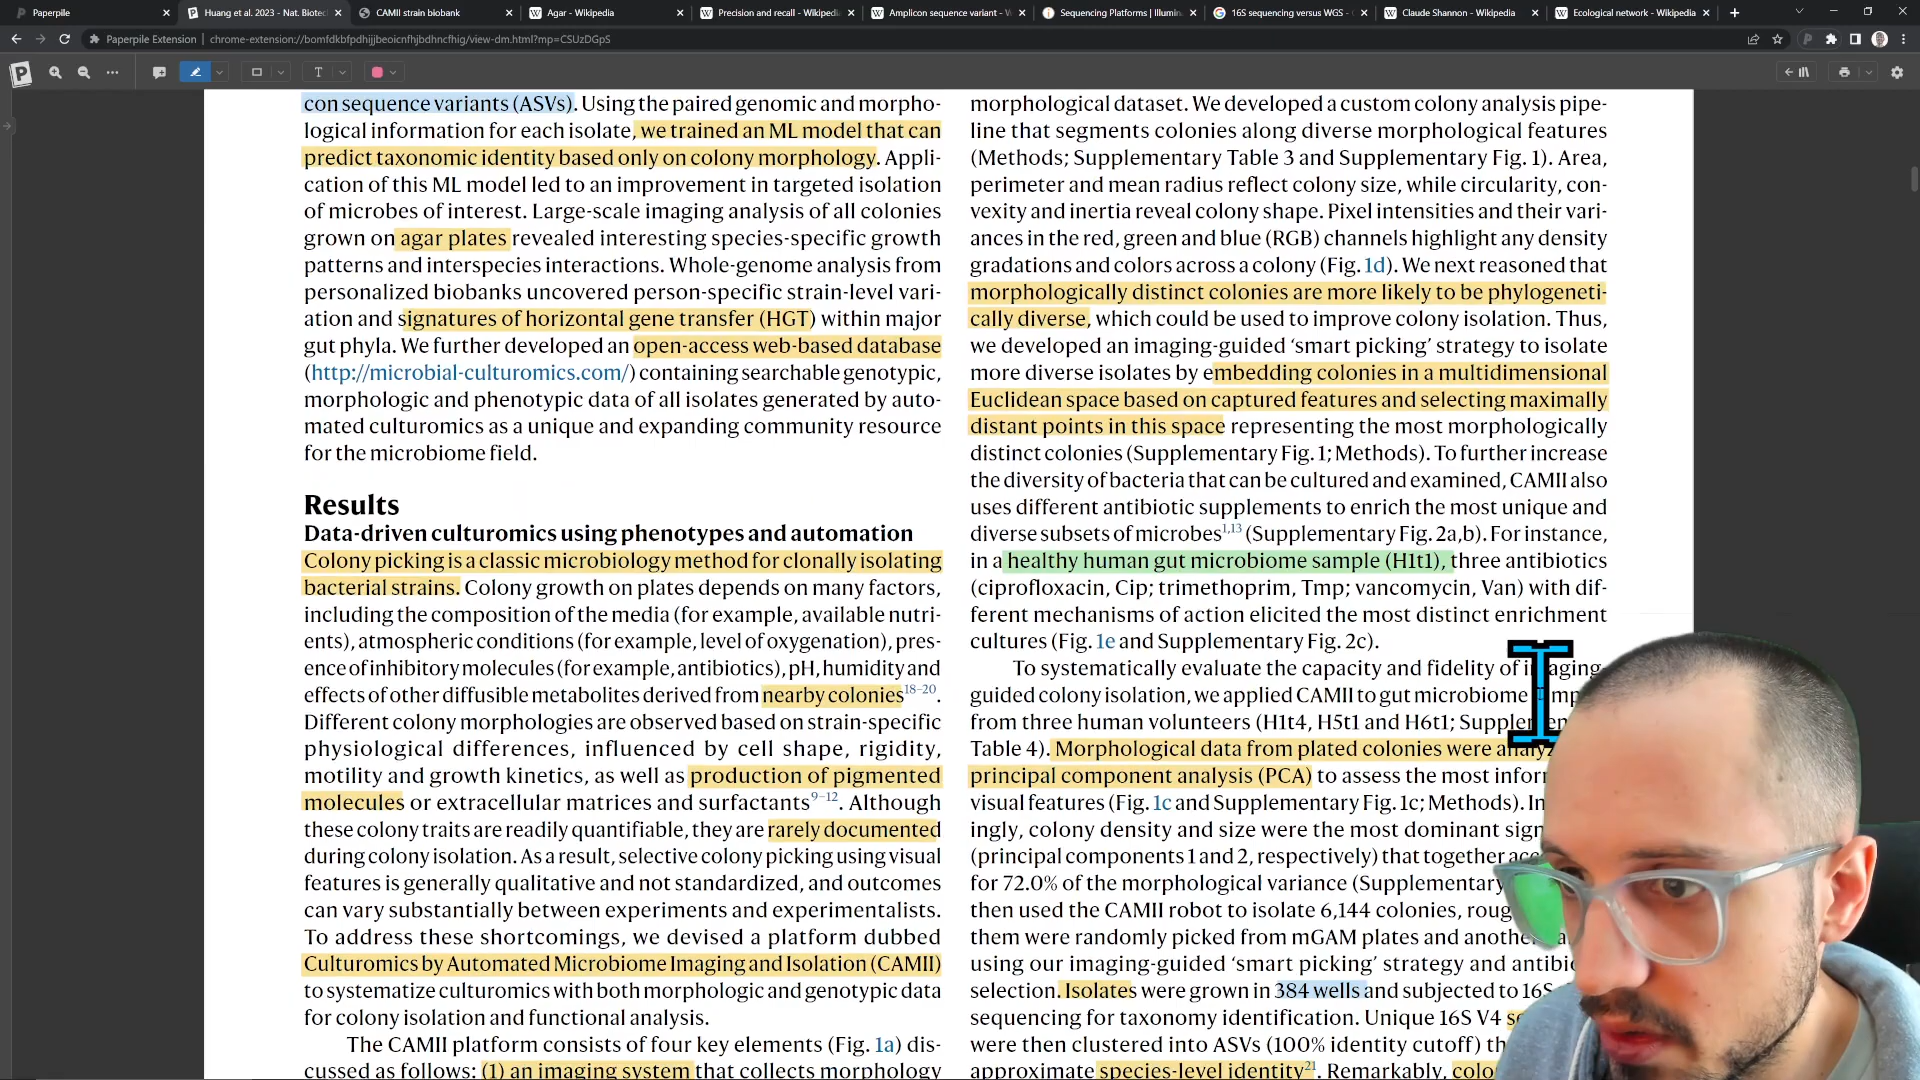 Paperpile
Huang et al. 2023 - Nat. Biotec
CAMII strain biobank
Agar - Wikipedia
Precision and recall - Wikipedi
Amplicon sequence variant - W
Sequencing Platforms | Illumin
16S sequencing versus WGS -
Claude Shannon - Wikipedia
Ecological network - Wikipedia
Paperpile Extension | chrome-extension://bomfdkbfpdhijjbeoicnfhjbdhncfhig/view-dm.html?mp=CSUzDGpS
con sequence variants (ASVs). Using the paired genomic and morpho-
logical information for each isolate, we trained an ML model that can
predict taxonomic identity based only on colony morphology. Appli-
cation of this ML model led to an improvement in targeted isolation
of microbes of interest. Large-scale imaging analysis of all colonies
grown on agar plates revealed interesting species-specific growth
patterns and interspecies interactions. Whole-genome analysis from
personalized biobanks uncovered person-specific strain-level vari-
ation and signatures of horizontal gene transfer (HGT) within major
gut phyla. We further developed an open-access web-based database
(http://microbial-culturomics.com/) containing searchable genotypic,
morphologic and phenotypic data of all isolates generated by auto-
mated culturomics as a unique and expanding community resource
for the microbiome field.
Results
Data-driven culturomics using phenotypes and automation
Colony picking is a classic microbiology method for clonally isolating
bacterial strains. Colony growth on plates depends on many factors,
including the composition of the media (for example, available nutri-
ents), atmospheric conditions (for example, level of oxygenation), pres-
ence of inhibitory molecules (for example, antibiotics), pH, humidity and
effects of other diffusible metabolites derived from nearby colonies18–20.
Different colony morphologies are observed based on strain-specific
physiological differences, influenced by cell shape, rigidity,
motility and growth kinetics, as well as production of pigmented
molecules or extracellular matrices and surfactants9–12. Although
these colony traits are readily quantifiable, they are rarely documented
during colony isolation. As a result, selective colony picking using visual
features is generally qualitative and not standardized, and outcomes
can vary substantially between experiments and experimentalists.
To address these shortcomings, we devised a platform dubbed
Culturomics by Automated Microbiome Imaging and Isolation (CAMII)
to systematize culturomics with both morphologic and genotypic data
for colony isolation and functional analysis.
The CAMII platform consists of four key elements (Fig. 1a) dis-
cussed as follows: (1) an imaging system that collects morphology
morphological dataset. We developed a custom colony analysis pipe-
line that segments colonies along diverse morphological features
(Methods; Supplementary Table 3 and Supplementary Fig. 1). Area,
perimeter and mean radius reflect colony size, while circularity, con-
vexity and inertia reveal colony shape. Pixel intensities and their vari-
ances in the red, green and blue (RGB) channels highlight any density
gradations and colors across a colony (Fig. 1d). We next reasoned that
morphologically distinct colonies are more likely to be phylogeneti-
cally diverse, which could be used to improve colony isolation. Thus,
we developed an imaging-guided ‘smart picking’ strategy to isolate
more diverse isolates by embedding colonies in a multidimensional
Euclidean space based on captured features and selecting maximally
distant points in this space representing the most morphologically
distinct colonies (Supplementary Fig. 1; Methods). To further increase
the diversity of bacteria that can be cultured and examined, CAMII also
uses different antibiotic supplements to enrich the most unique and
diverse subsets of microbes1,13 (Supplementary Fig. 2a,b). For instance,
in a healthy human gut microbiome sample (H1t1), three antibiotics
(ciprofloxacin, Cip; trimethoprim, Tmp; vancomycin, Van) with dif-
ferent mechanisms of action elicited the most distinct enrichment
cultures (Fig. 1e and Supplementary Fig. 2c).
To systematically evaluate the capacity and fidelity of imaging-
guided colony isolation, we applied CAMII to gut microbiome
from three human volunteers (H1t4, H5t1 and H6t1;
Table 4). Morphological data from plated colonies were
principal component analysis (PCA) to assess the most
visual features (Fig. 1c and Supplementary Fig. 1c; Methods).
ingly, colony density and size were the most dominant
(principal components 1 and 2, respectively) that together
for 72.0% of the morphological variance (Supplementary
then used the CAMII robot to isolate 6,144 colonies,
them were randomly picked from mGAM plates and
using our imaging-guided ‘smart picking’ strategy and
selection. Isolates were grown in 384 wells and subjected to 16S
sequencing for taxonomy identification. Unique 16S V4
were then clustered into ASVs (100% identity cutoff)
approximate species-level identity21. Remarkably,